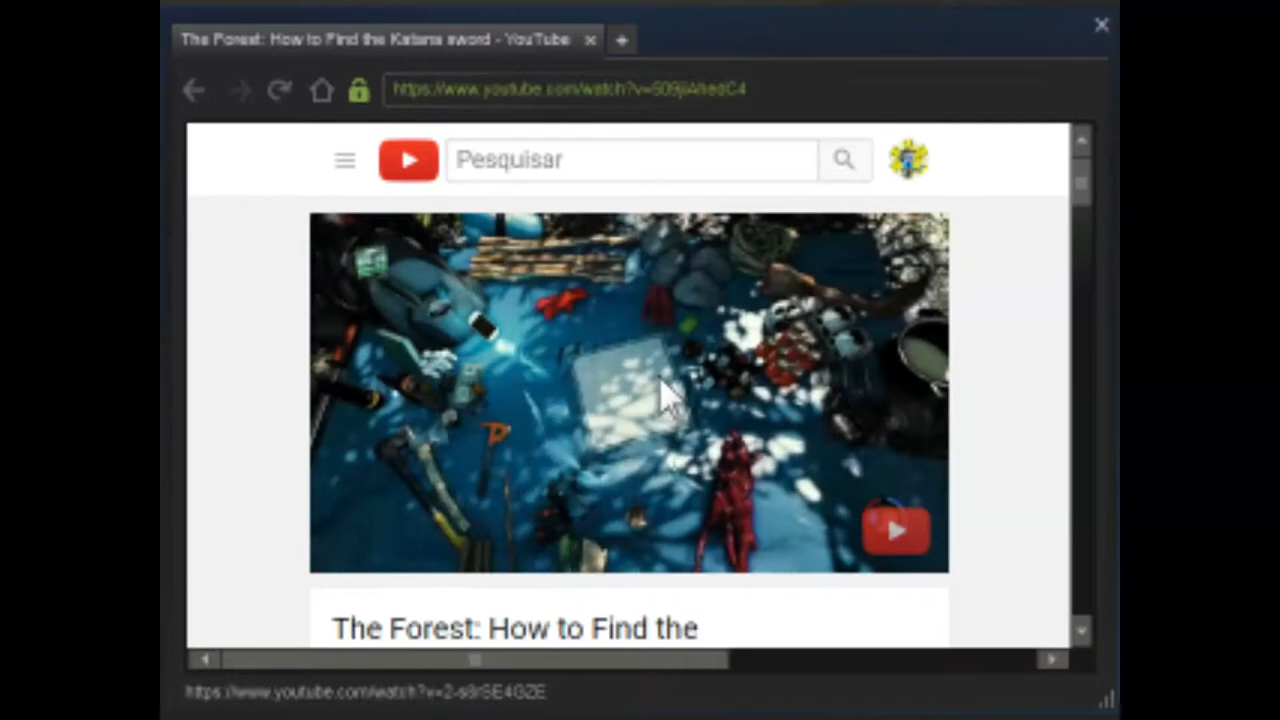 The Forest: How to Find the Katana sword - YouTube
Pesquisar
The Forest: How to Find the